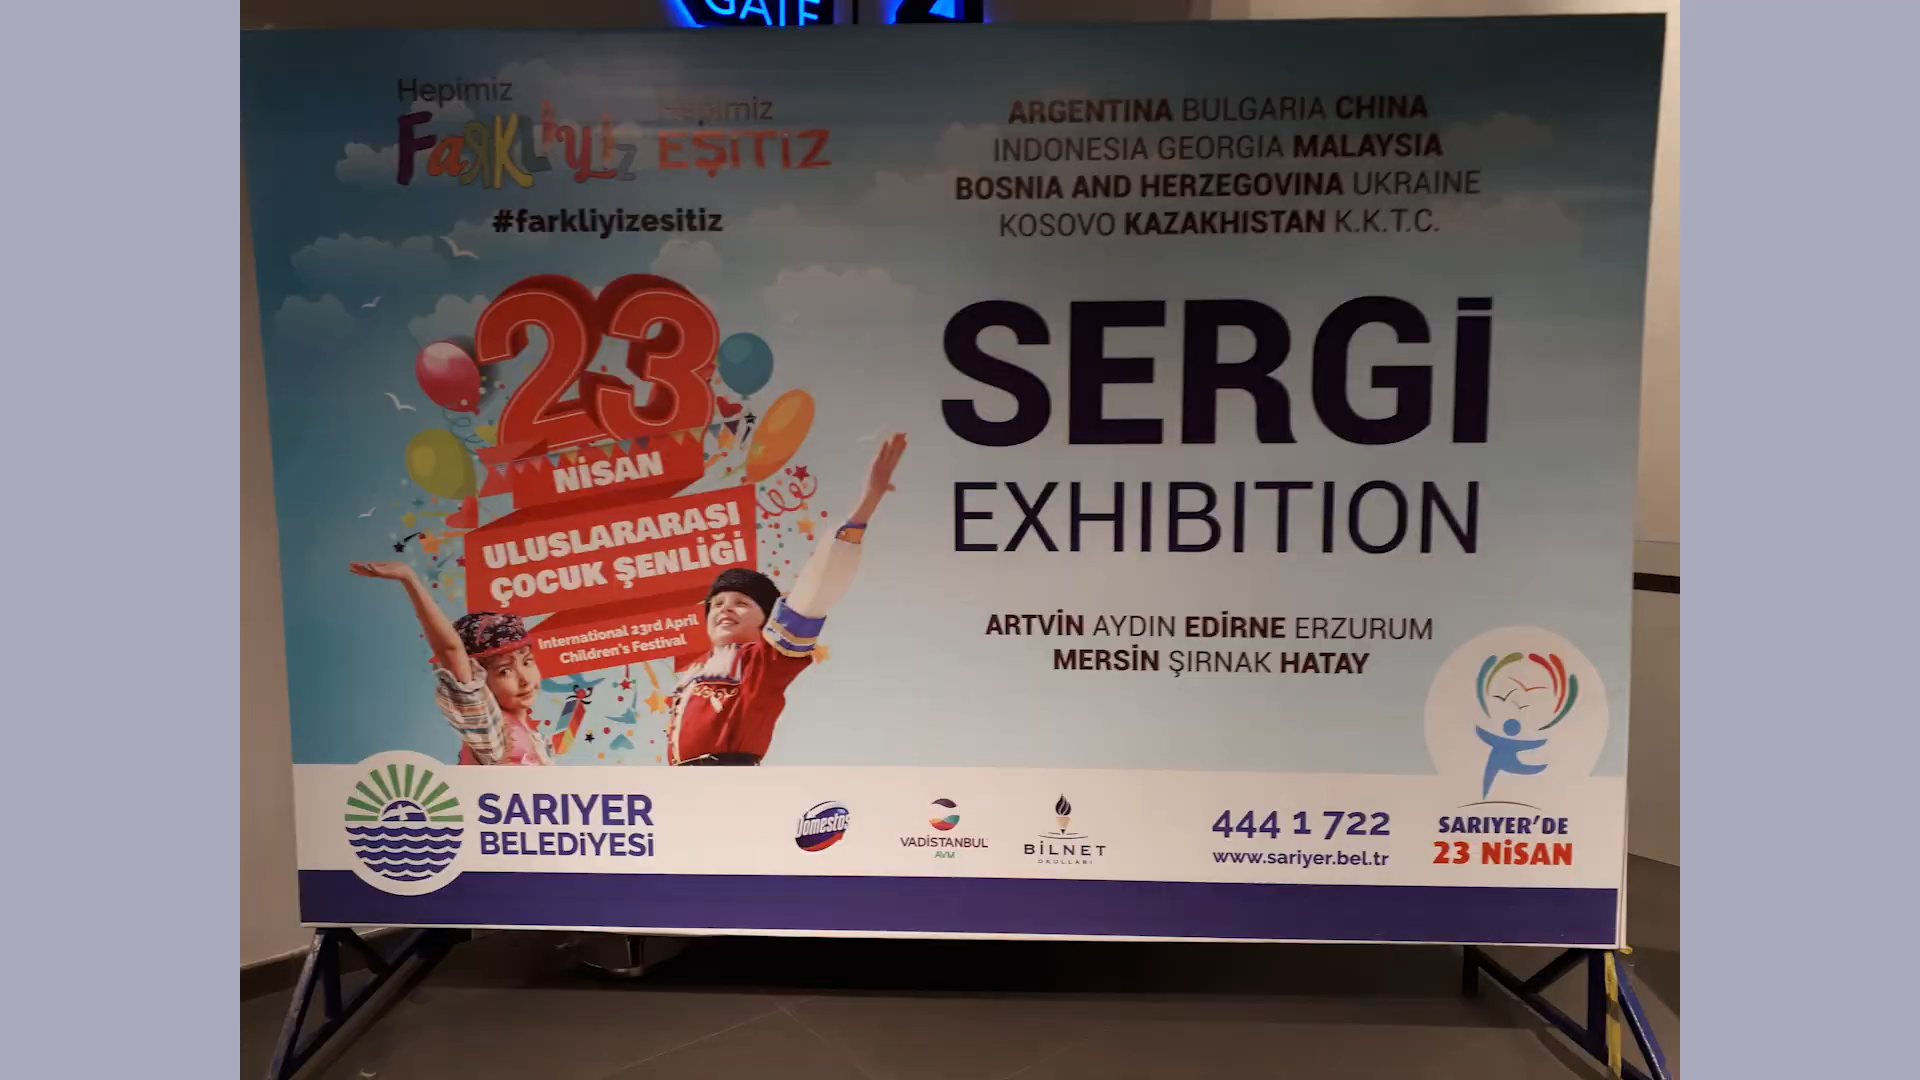 GATE
Hepimiz
FaRKLIYIZ
Hepimiz
EŞİTİZ
#farkliyizesitiz
23
NİSAN
ULUSLARARASI
ÇOCUK ŞENLİĞİ
International 23rd April
Children's Festival
ARGENTINA BULGARIA CHINA
INDONESIA GEORGIA MALAYSIA
BOSNIA AND HERZEGOVINA UKRAINE
KOSOVO KAZAKHISTAN K.K.T.C.
SERGİ
EXHIBITION
ARTVİN AYDIN EDİRNE ERZURUM
MERSİN ŞIRNAK HATAY
SARIYER
BELEDİYESİ
Domestos
VADİSTANBUL
AVM
BİLNET
OKULLARI
444 1 722
www.sariyer.bel.tr
SARIYER'DE
23 NİSAN